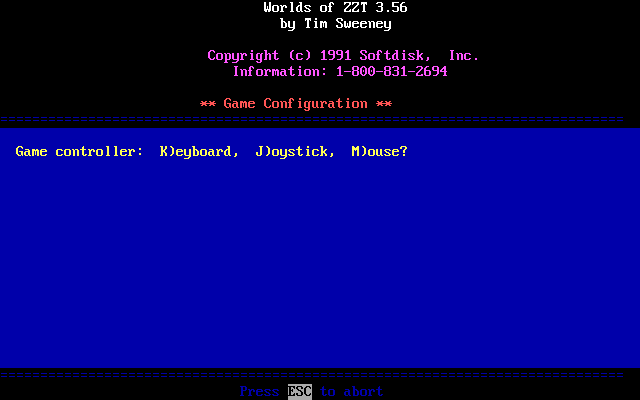 Worlds of ZZT 3.56
by Tim Sweeney
Copyright (c) 1991 Softdisk, Inc.
Information: 1-800-831-2694
** Game Configuration **
Game controller: K)eyboard, J)oystick, M)ouse?
Press ESC to abort